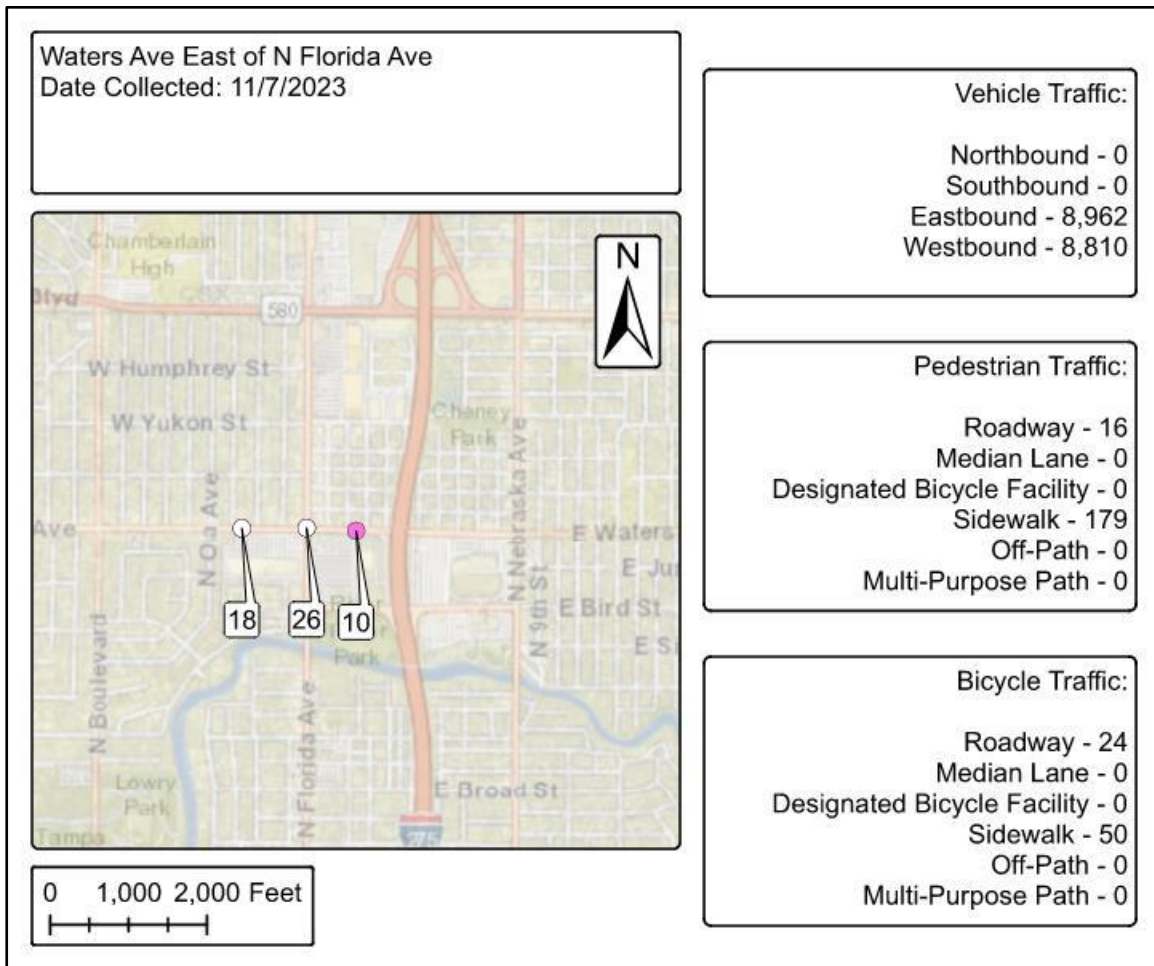 Waters Ave East of N Florida Ave
Date Collected: 11/7/2023
Vehicle Traffic:
Northbound - 0
Southbound - 0
Eastbound - 8,962
Westbound - 8,810
Pedestrian Traffic:
Roadway - 16
Median Lane - 0
Designated Bicycle Facility - 0
Sidewalk - 179
Off-Path - 0
Multi-Purpose Path - 0
Bicycle Traffic:
Roadway - 24
Median Lane - 0
Designated Bicycle Facility - 0
Sidewalk - 50
Off-Path - 0
Multi-Purpose Path - 0
Chamberlain
High
CSX
N
Blvd
580
W Humphrey St
W Yukon St
Chaney
Park
N Nebraska Ave
N Oa Ave
Ave
E Waters
E Ju
N 9th St
E Bird St
E Si
18
26
10
Park
N Boulevard
N Florida Ave
Lowry
Park
E Broad St
Tampa
275
0 1,000 2,000 Feet